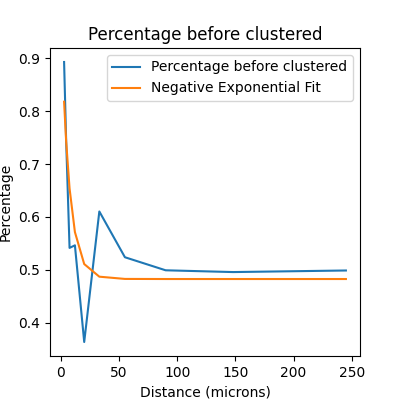 Percentage before clustered
Percentage before clustered
Negative Exponential Fit
Percentage
0.9
0.8
0.7
0.6
0.5
0.4
0
50
100
150
200
250
Distance (microns)